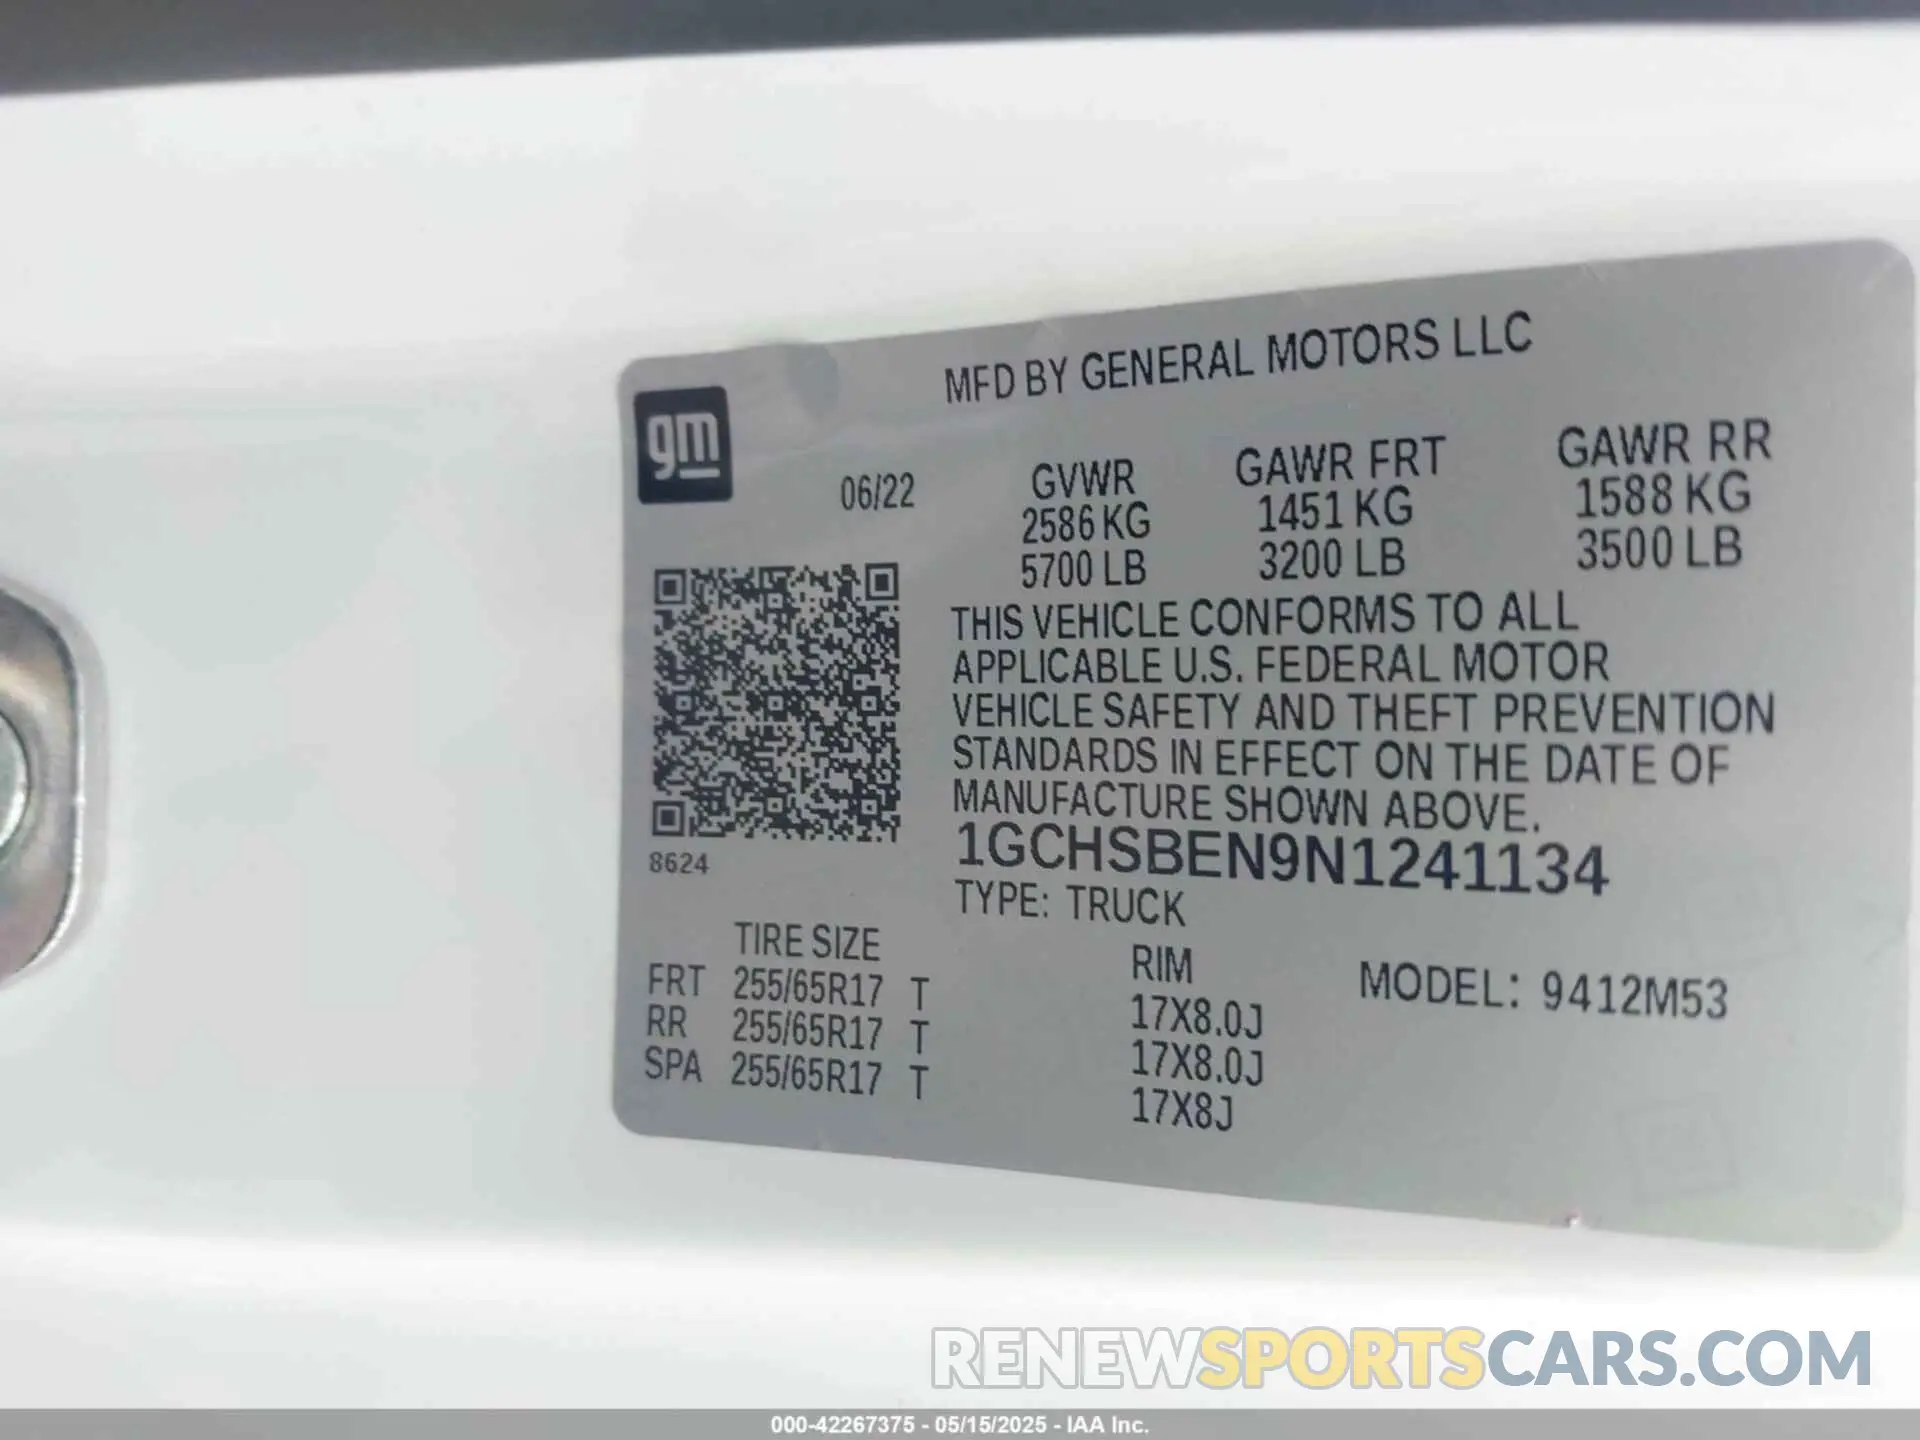 MFD BY GENERAL MOTORS LLC
gm
06/22
GVWR GAWR FRT GAWR RR
2586 KG 1451 KG 1588 KG
5700 LB 3200 LB 3500 LB
THIS VEHICLE CONFORMS TO ALL
APPLICABLE U.S. FEDERAL MOTOR
VEHICLE SAFETY AND THEFT PREVENTION
STANDARDS IN EFFECT ON THE DATE OF
MANUFACTURE SHOWN ABOVE.
1GCHSBEN9N1241134
8624
TYPE: TRUCK
TIRE SIZE RIM
FRT 255/65R17 T 17X8.0J
RR 255/65R17 T 17X8.0J
SPA 255/65R17 T 17X8J
MODEL: 9412M53
RENEWSPORTSCARS.COM
000-42267375 - 05/15/2025 - IAA Inc.